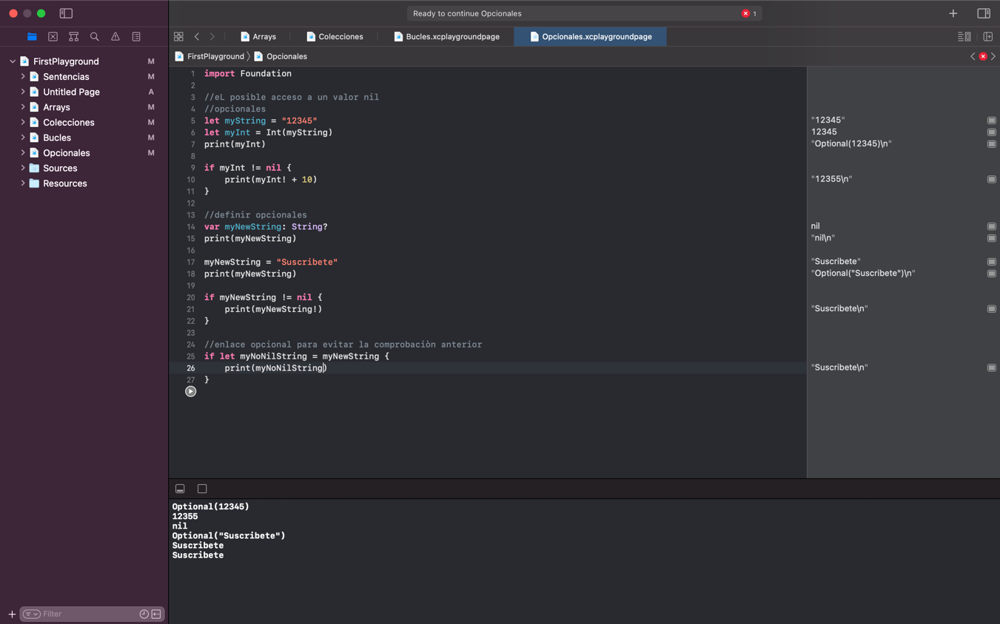 Ready to continue Opcionales
1
Arrays
Colecciones
Bucles.xcplaygroundpage
Opcionales.xcplaygroundpage
FirstPlayground
Opcionales
FirstPlayground M
Sentencias M
Untitled Page A
Arrays M
Colecciones M
Bucles M
Opcionales M
Sources
Resources
1 import Foundation
2
3 //eL posible acceso a un valor nil
4 //opcionales
5 let myString = "12345"
6 let myInt = Int(myString)
7 print(myInt)
8
9 if myInt != nil {
10     print(myInt! + 10)
11 }
12
13 //definir opcionales
14 var myNewString: String?
15 print(myNewString)
16
17 myNewString = "Suscribete"
18 print(myNewString)
19
20 if myNewString != nil {
21     print(myNewString!)
22 }
23
24 //enlace opcional para evitar la comprobaciòn anterior
25 if let myNoNilString = myNewString {
26     print(myNoNilString)
27 }
"12345"
12345
"Optional(12345)\n"
"12355\n"
nil
"nil\n"
"Suscribete"
"Optional("Suscribete")\n"
"Suscribete\n"
"Suscribete\n"
Optional(12345)
12355
nil
Optional("Suscribete")
Suscribete
Suscribete
Filter